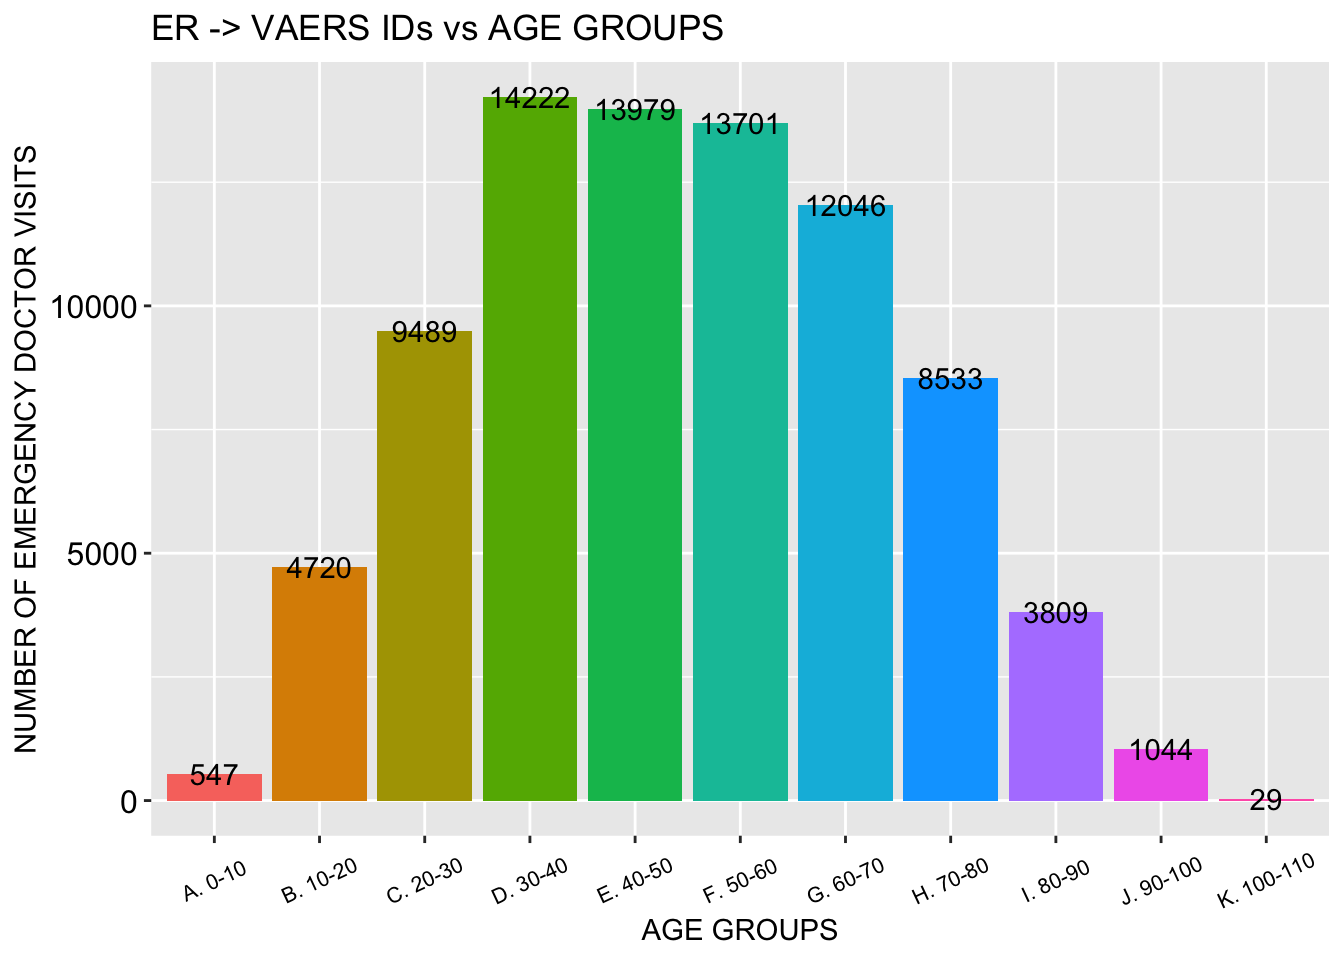 ER -> VAERS IDs vs AGE GROUPS
NUMBER OF EMERGENCY DOCTOR VISITS
10000
5000
0
547
4720
9489
14222
13979
13701
12046
8533
3809
1044
29
A. 0-10
B. 10-20
C. 20-30
D. 30-40
E. 40-50
F. 50-60
G. 60-70
H. 70-80
I. 80-90
J. 90-100
K. 100-110
AGE GROUPS